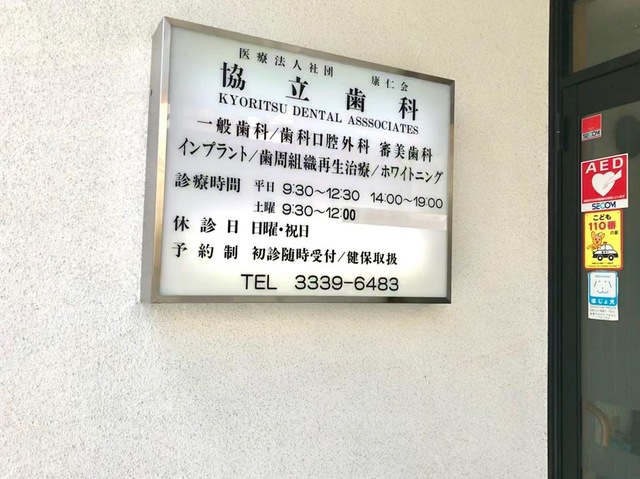 医療法人社団 康仁会
協立歯科
KYORITSU DENTAL ASSSOCIATES
一般歯科/歯科口腔外科 審美歯科
インプラント/歯周組織再生治療/ホワイトニング
診療時間 平日 9:30〜12:30 14:00〜19:00
土曜 9:30〜12:00
休診日 日曜・祝日
予約制 初診随時受付/健保取扱
TEL 3339-6483
SECOM
AED
SECOM
こども
110番
ほじょ犬